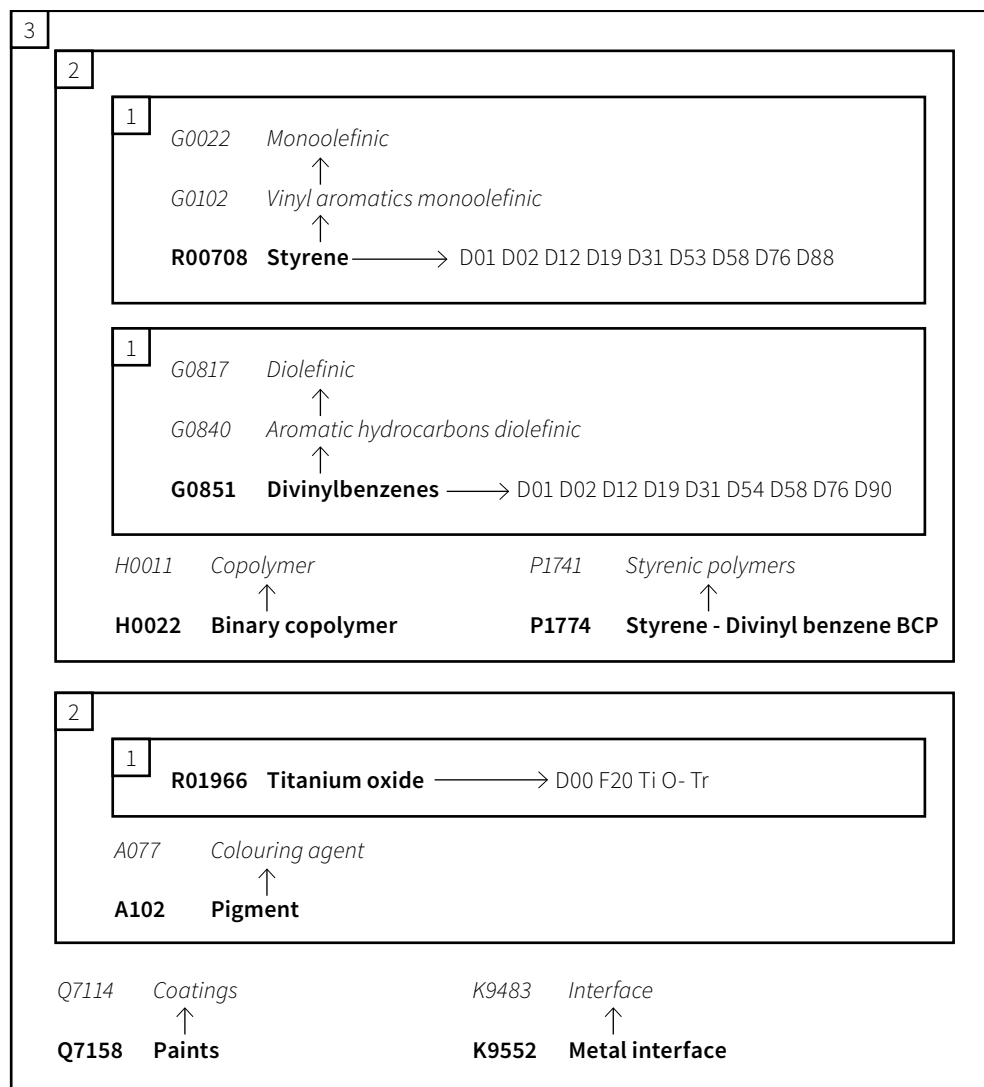 3
2
1
G0022 Monoolefinic
G0102 Vinyl aromatics monoolefinic
R00708 Styrene D01 D02 D12 D19 D31 D53 D58 D76 D88
1
G0817 Diolefinic
G0840 Aromatic hydrocarbons diolefinic
G0851 Divinylbenzenes D01 D02 D12 D19 D31 D54 D58 D76 D90
H0011 Copolymer P1741 Styrenic polymers
H0022 Binary copolymer P1774 Styrene - Divinyl benzene BCP
2
1
R01966 Titanium oxide D00 F20 Ti O- Tr
A077 Colouring agent
A102 Pigment
Q7114 Coatings K9483 Interface
Q7158 Paints K9552 Metal interface